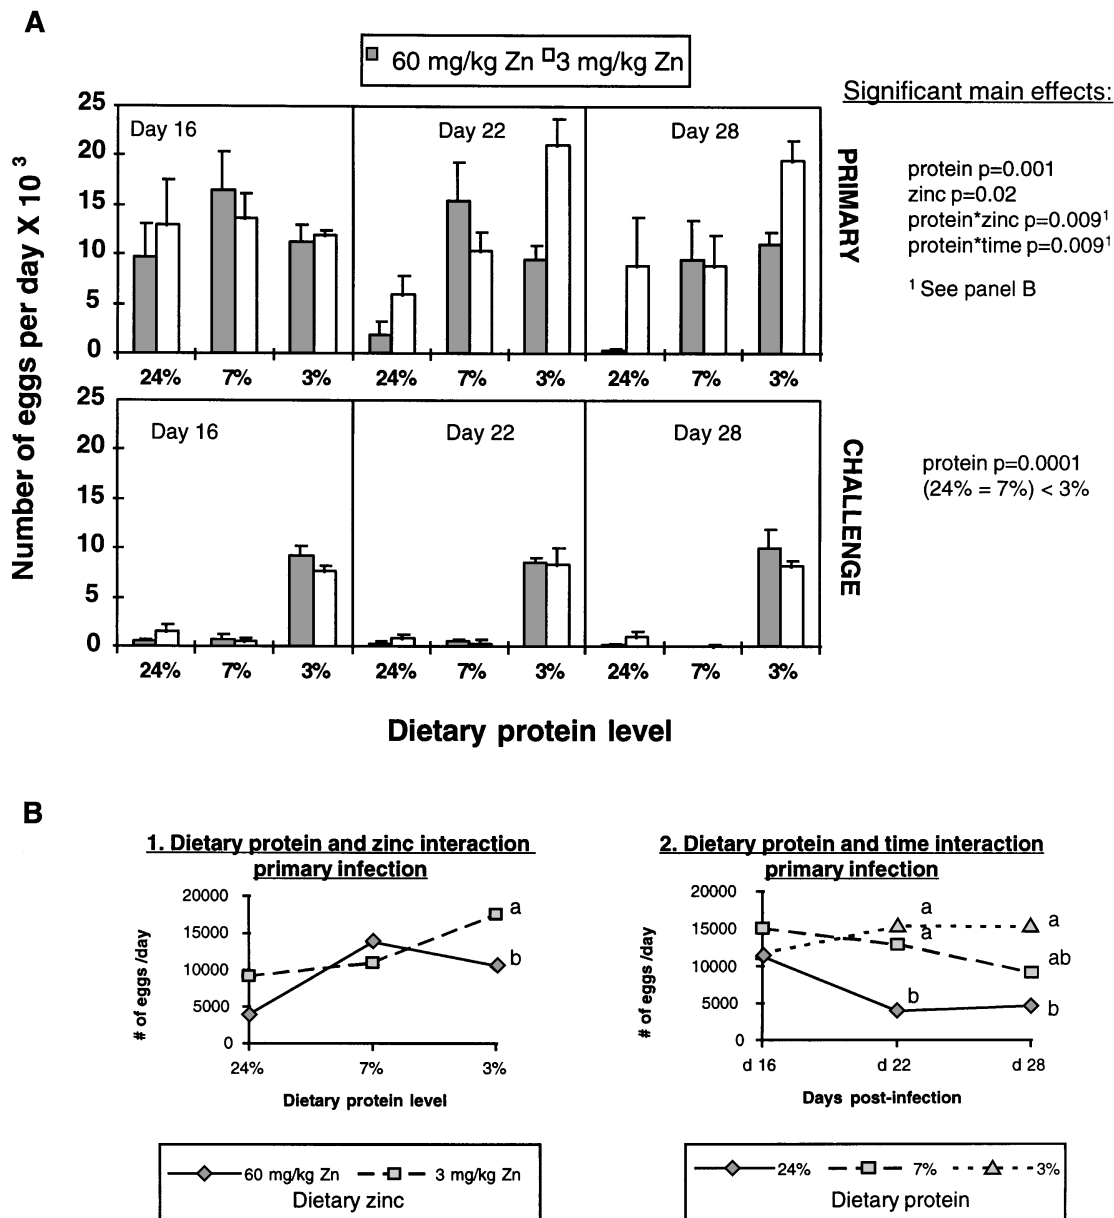 A
60 mg/kg Zn 3 mg/kg Zn
Significant main effects:
Number of eggs per day X 10 3
25
20
15
10
5
0
Day 16
Day 22
Day 28
PRIMARY
protein p=0.001
zinc p=0.02
protein*zinc p=0.009¹
protein*time p=0.009¹
¹ See panel B
24% 7% 3% 24% 7% 3% 24% 7% 3%
25
20
15
10
5
0
Day 16
Day 22
Day 28
CHALLENGE
protein p=0.0001
(24% = 7%) < 3%
24% 7% 3% 24% 7% 3% 24% 7% 3%
Dietary protein level
B
1. Dietary protein and zinc interaction
primary infection
# of eggs /day
20000
15000
10000
5000
0
a
b
24% 7% 3%
Dietary protein level
60 mg/kg Zn 3 mg/kg Zn
Dietary zinc
2. Dietary protein and time interaction
primary infection
# of eggs /day
20000
15000
10000
5000
0
a
a
b
a
ab
b
d 16 d 22 d 28
Days post-infection
24% 7% 3%
Dietary protein